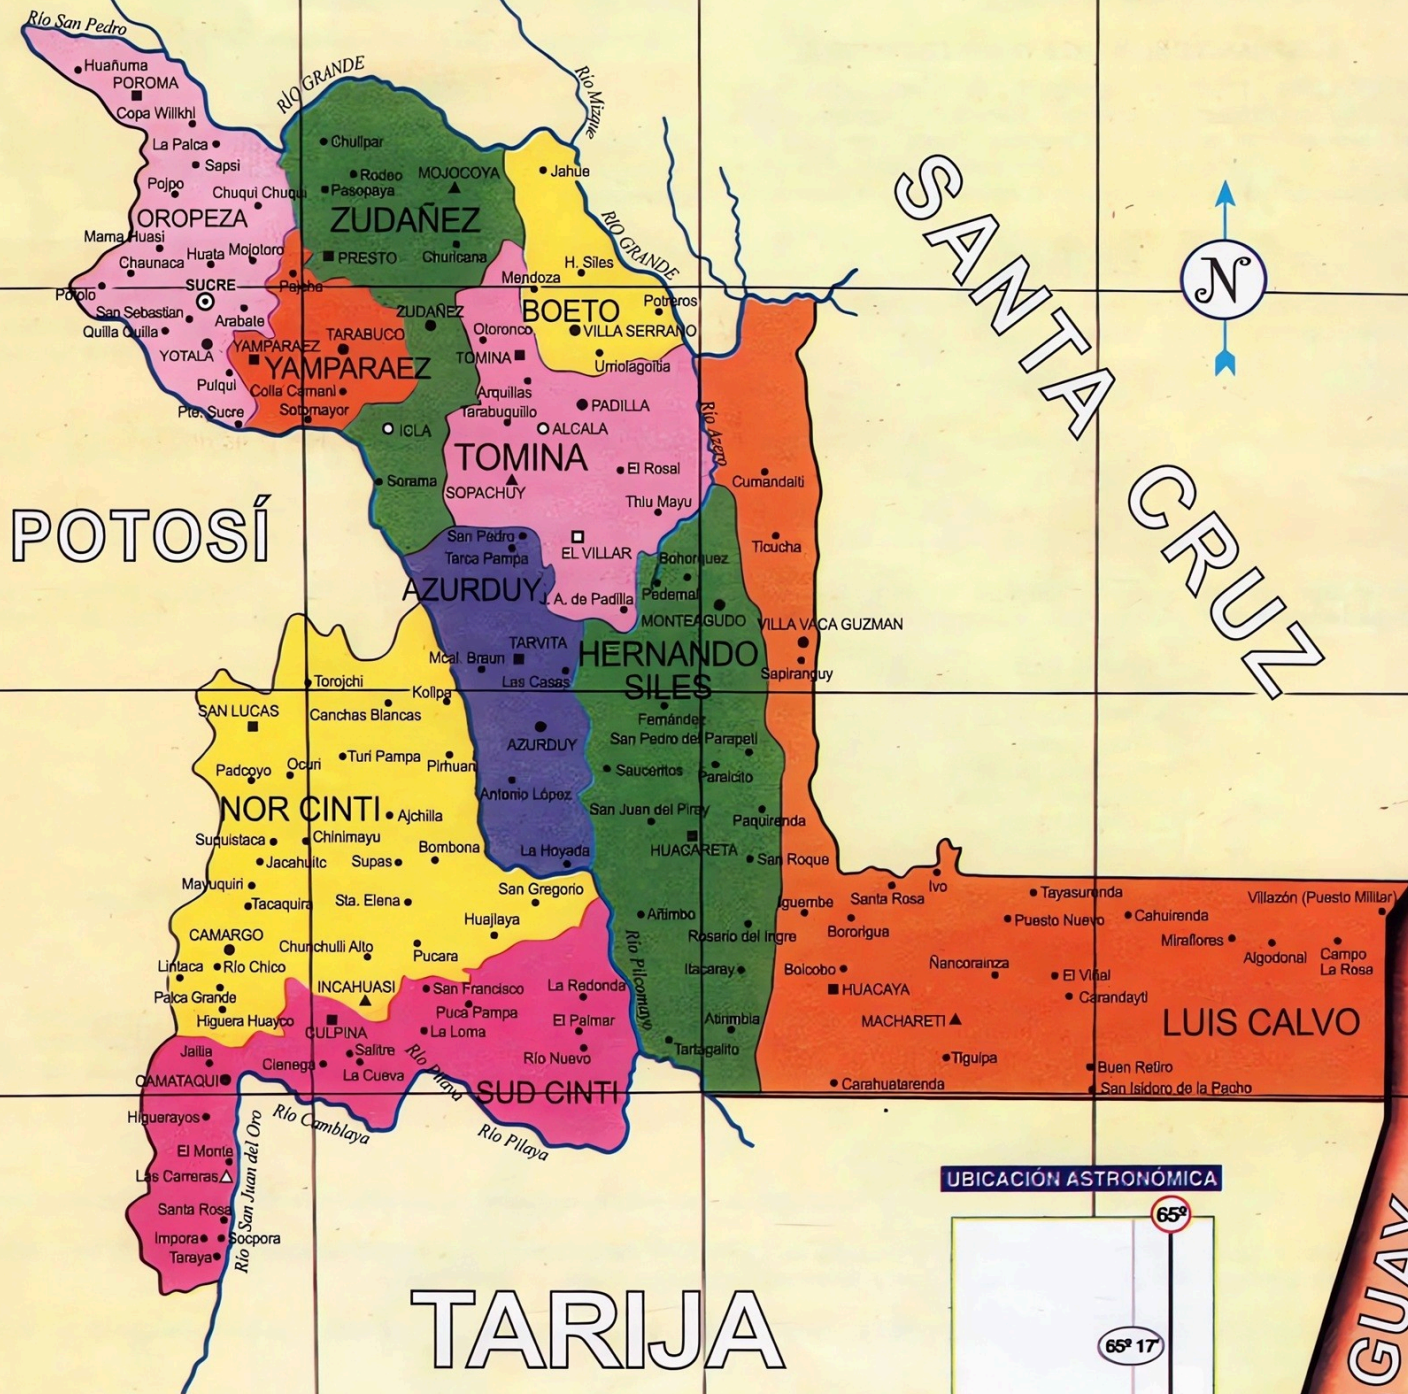 Río San Pedro
Huañuma
POROMA
Copa Willkhi
La Palca
Sapsi
Pojpo
Chuqui Chuqui
OROPEZA
Mama Huasi
Huata
Mojotoro
Chaunaca
SUCRE
Potolo
San Sebastian
Arabate
Quilla Quilla
YOTALA
Pulqui
Pte. Sucre
RÍO GRANDE
Río Mizque
Chullpar
Rodeo
Pasopaya
MOJOCOYA
ZUDAÑEZ
PRESTO
Churicana
ZUDAÑEZ
ICLA
Sorama
Pajcha
TARABUCO
YAMPARAEZ
YAMPARAEZ
Colla Camani
Sotomayor
Jahue
RIO GRANDE
H. Siles
Mendoza
BOETO
Potreros
VILLA SERRANO
Urriolagoitia
Otoronco
TOMINA
Arquillas
Tarabuquillo
PADILLA
ALCALA
TOMINA
El Rosal
SOPACHUY
Thiu Mayu
EL VILLAR
J. A. de Padilla
Río Azero
SANTA
CRUZ
N
POTOSÍ
San Pedro
Tarca Pampa
AZURDUY
TARVITA
Mcal. Braun
Las Casas
AZURDUY
Antonio López
La Hoyada
Bohorquez
Pedernal
MONTEAGUDO
HERNANDO
SILES
Fernández
San Pedro del Parapeti
Saucentos
Paralcito
San Juan del Piray
Paquirenda
HUACARETA
San Roque
Añimbo
Rosario del Ingre
Itacaray
Río Pilcomayo
Atirimbia
Tartagalito
Cumandaiti
Ticucha
VILLA VACA GUZMAN
Sapiranguy
Iguembe
Santa Rosa
Ivo
Tayasurenda
Villazón (Puesto Militar)
Bororigua
Puesto Nuevo
Cahuirenda
Miraflores
Algodonal
Campo
La Rosa
Boicobo
Ñancorainza
El Viñal
HUACAYA
Carandayti
MACHARETI
LUIS CALVO
Tiguipa
Buen Retiro
Carahuatarenda
San Isidoro de la Pacho
Torojchi
Kollpa
SAN LUCAS
Canchas Blancas
Padcoyo
Ocuri
Turi Pampa
Pirhuan
NOR CINTI
Ajchilla
Suquistaca
Chinimayu
Jacahuitc
Supas
Bombona
Mayuquiri
Tacaquira
Sta. Elena
San Gregorio
Huajlaya
CAMARGO
Chunchulli Alto
Pucara
Lintaca
Río Chico
INCAHUASI
Palca Grande
Higuera Huayco
CULPINA
San Francisco
La Redonda
Puca Pampa
La Loma
El Palmar
Río Nuevo
Jailia
Salitre
Cienega
La Cueva
CAMATAQUI
SUD CINTI
Río Pilaya
Río Camblaya
Río Pilaya
Higuerayos
El Monte
Las Carreras
Santa Rosa
Impora
Socpora
Taraya
Río San Juan del Oro
TARIJA
UBICACIÓN ASTRONÓMICA
65º
65º 17'
GUAY